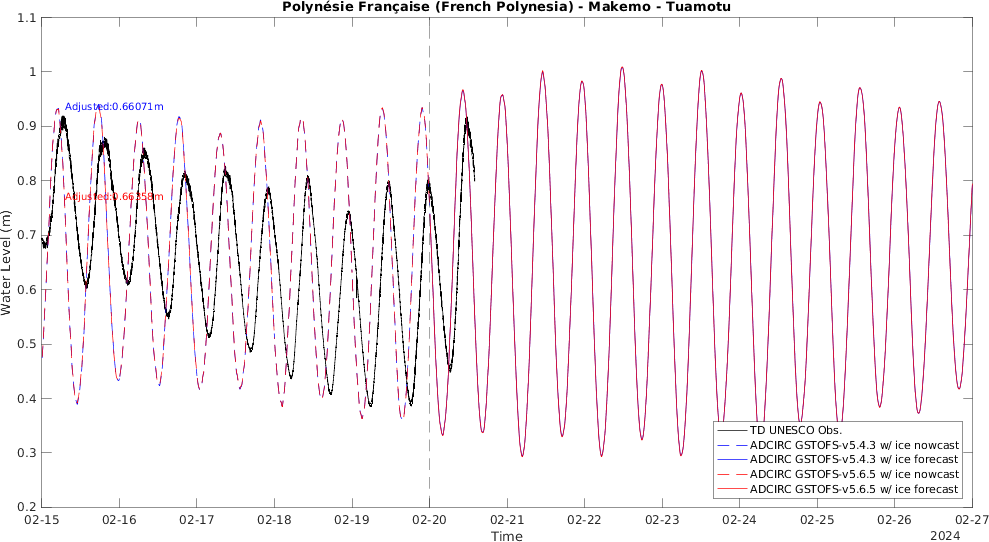 Polynésie Française (French Polynesia) - Makemo - Tuamotu
1.1
1
0.9
0.8
0.7
0.6
0.5
0.4
0.3
0.2
Water Level (m)
Adjusted:0.66071m
Adjusted:0.66358m
TD UNESCO Obs.
ADCIRC GSTOFS-v5.4.3 w/ ice nowcast
ADCIRC GSTOFS-v5.4.3 w/ ice forecast
ADCIRC GSTOFS-v5.6.5 w/ ice nowcast
ADCIRC GSTOFS-v5.6.5 w/ ice forecast
02-15 02-16 02-17 02-18 02-19 02-20 02-21 02-22 02-23 02-24 02-25 02-26 02-27
Time
2024